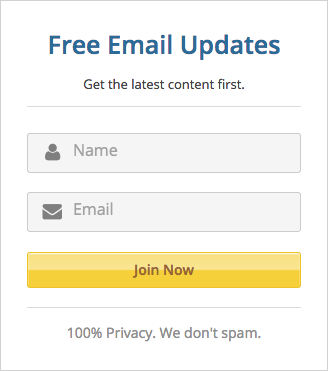 Free Email Updates
Get the latest content first.
Name
Email
Join Now
100% Privacy. We don't spam.